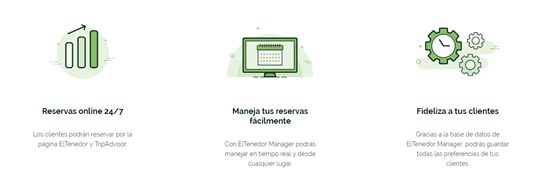 Reservas online 24/7
Los clientes podrán reservar por la
página ElTenedor y TripAdvisor
Maneja tus reservas
fácilmente
Con ElTenedor Manager podrás
manejar en tiempo real y desde
cualquier lugar.
Fideliza a tus clientes
Gracias a la base de datos de
ElTenedor Manager, podrás guardar
todas las preferencias de tus
clientes.